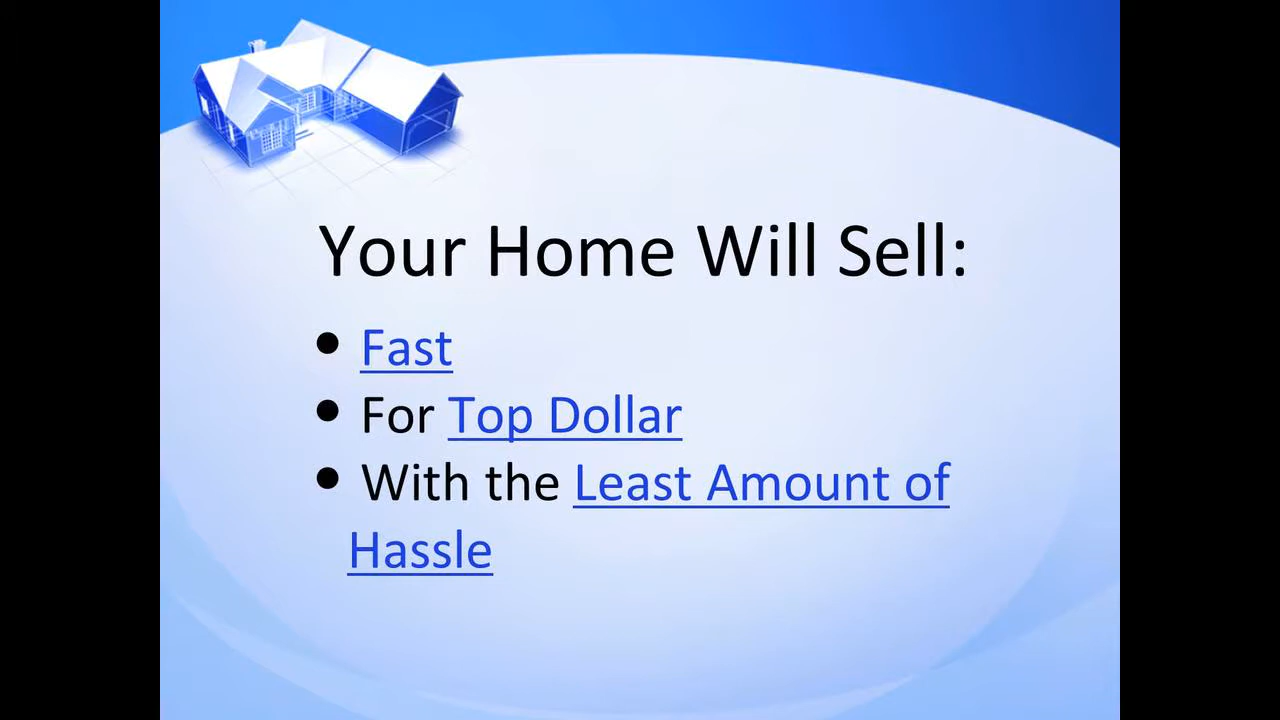 Your Home Will Sell:
• Fast
• For Top Dollar
• With the Least Amount of
Hassle